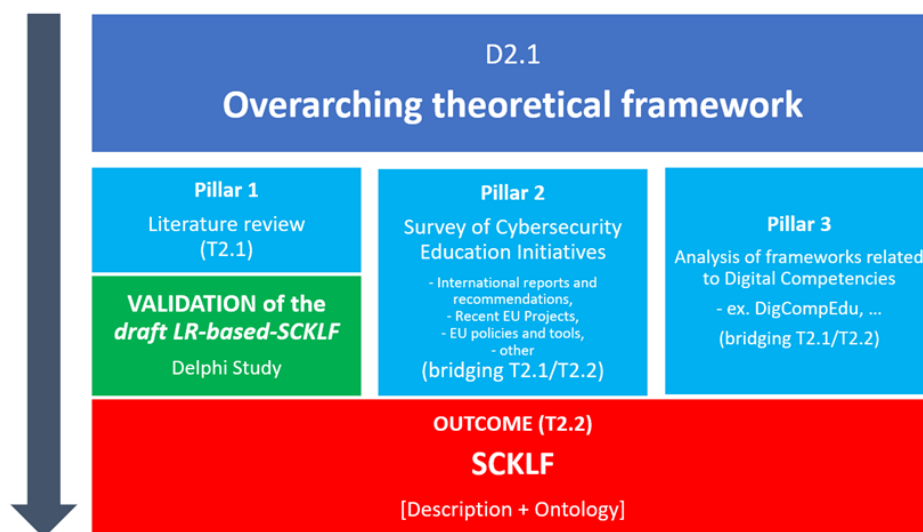 D2.1
Overarching theoretical framework
Pillar 1
Literature review
(T2.1)
VALIDATION of the
draft LR-based-SCKLF
Delphi Study
Pillar 2
Survey of Cybersecurity
Education Initiatives
- International reports and
recommendations,
- Recent EU Projects,
- EU policies and tools,
- other
(bridging T2.1/T2.2)
Pillar 3
Analysis of frameworks related
to Digital Competencies
- ex. DigCompEdu, ...
(bridging T2.1/T2.2)
OUTCOME (T2.2)
SCKLF
[Description + Ontology]